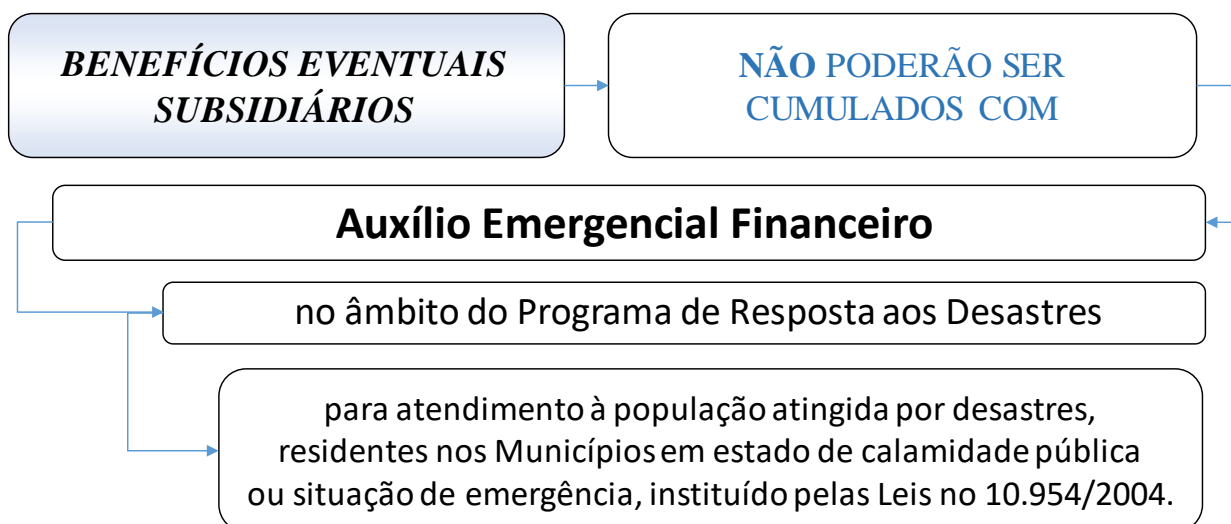 BENEFÍCIOS EVENTUAIS
SUBSIDIÁRIOS
NÃO PODERÃO SER
CUMULADOS COM
Auxílio Emergencial Financeiro
no âmbito do Programa de Resposta aos Desastres
para atendimento à população atingida por desastres,
residentes nos Municípios em estado de calamidade pública
ou situação de emergência, instituído pelas Leis no 10.954/2004.